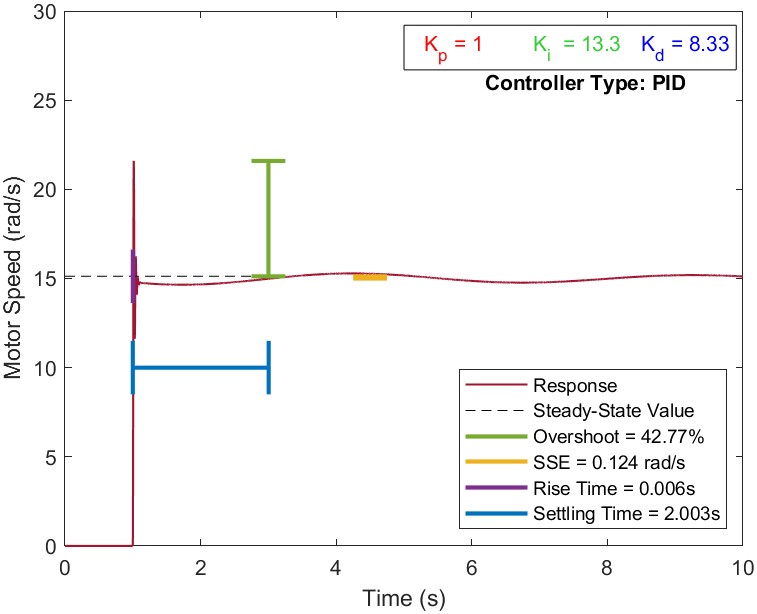 K_p = 1 K_i = 13.3 K_d = 8.33
Controller Type: PID
Motor Speed (rad/s)
30
25
20
15
10
5
0
Response
Steady-State Value
Overshoot = 42.77%
SSE = 0.124 rad/s
Rise Time = 0.006s
Settling Time = 2.003s
0 2 4 6 8 10
Time (s)